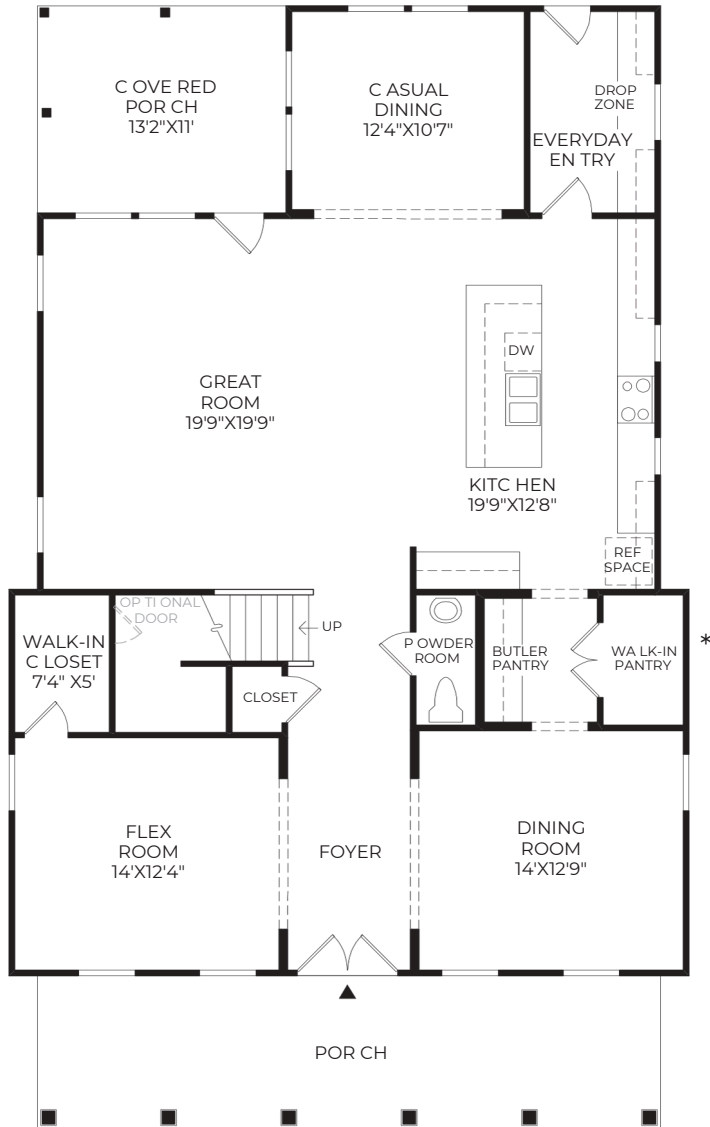 C OVE RED
POR CH
13'2"X11'
C ASUAL
DINING
12'4"X10'7"
DROP
ZONE
EVERYDAY
EN TRY
DW
GREAT
ROOM
19'9"X19'9"
KITC HEN
19'9"X12'8"
REF
SPACE
OP TI ONAL
DOOR
UP
WALK-IN
C LOSET
7'4" X5'
P OWDER
ROOM
BUTLER
PANTRY
WA LK-IN
PANTRY
*
CLOSET
FLEX
ROOM
14'X12'4"
FOYER
DINING
ROOM
14'X12'9"
POR CH